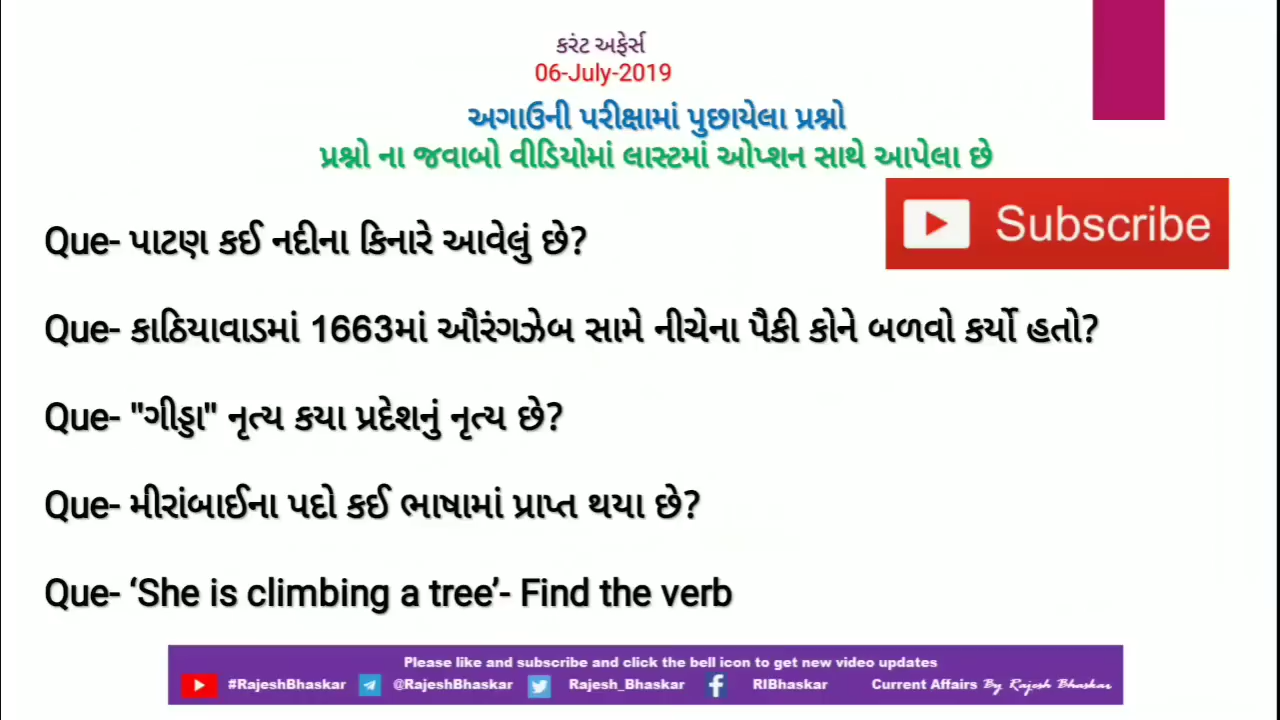 કરંટ અફેર્સ
06-July-2019
અગાઉની પરીક્ષામાં પુછાયેલા પ્રશ્નો
પ્રશ્નો ના જવાબો વીડિયોમાં લાસ્ટમાં ઓપ્શન સાથે આપેલા છે
Subscribe
Que- પાટણ કઈ નદીના કિનારે આવેલું છે?
Que- કાઠિયાવાડમાં 1663માં ઔરંગઝેબ સામે નીચેના પૈકી કોને બળવો કર્યો હતો?
Que- "ગીડ્ડા" નૃત્ય કયા પ્રદેશનું નૃત્ય છે?
Que- મીરાંબાઈના પદો કઈ ભાષામાં પ્રાપ્ત થયા છે?
Que- ‘She is climbing a tree’- Find the verb
Please like and subscribe and click the bell icon to get new video updates
#RajeshBhaskar @RajeshBhaskar Rajesh_Bhaskar RIBhaskar Current Affairs By Rajesh Bhaskar